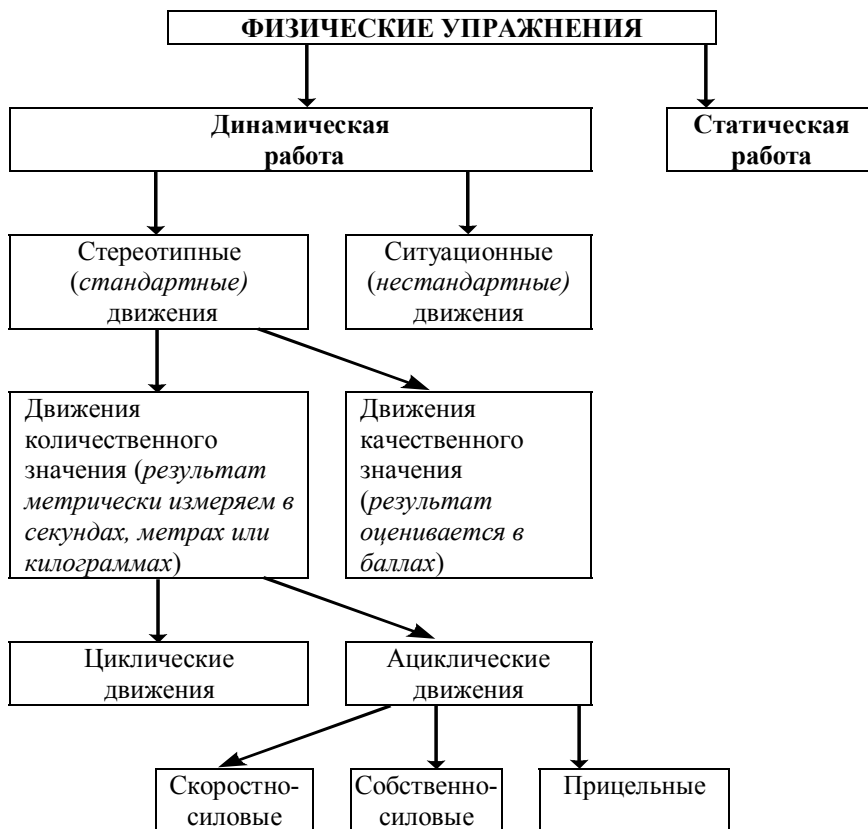 ФИЗИЧЕСКИЕ УПРАЖНЕНИЯ
Динамическая
работа
Статическая
работа
Стереотипные
(стандартные)
движения
Ситуационные
(нестандартные)
движения
Движения
количественного
значения (результат
метрически измеряем в
секундах, метрах или
килограммах)
Движения
качественного
значения
(результат
оценивается в
баллах)
Циклические
движения
Ациклические
движения
Скоростно-
силовые
Собственно-
силовые
Прицельные